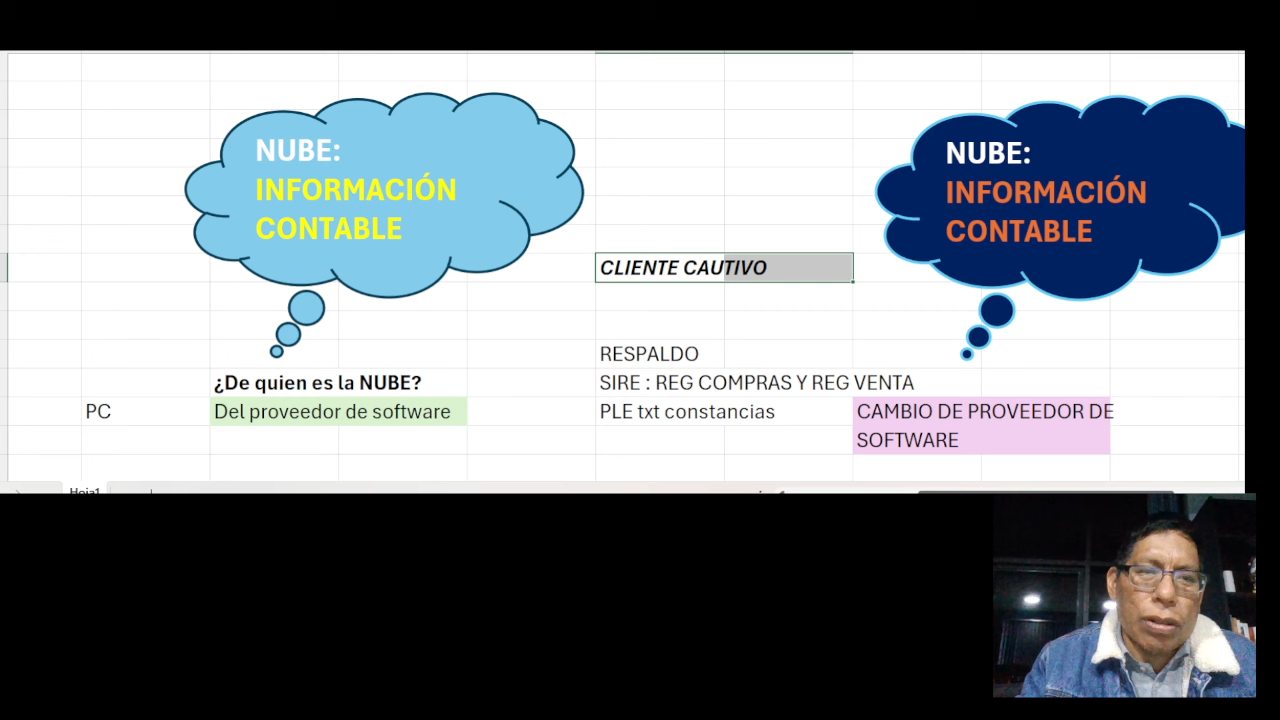 NUBE:
INFORMACIÓN
CONTABLE
NUBE:
INFORMACIÓN
CONTABLE
CLIENTE CAUTIVO
RESPALDO
¿De quien es la NUBE?
SIRE : REG COMPRAS Y REG VENTA
PC
Del proveedor de software
PLE txt constancias
CAMBIO DE PROVEEDOR DE
SOFTWARE
Hoja1